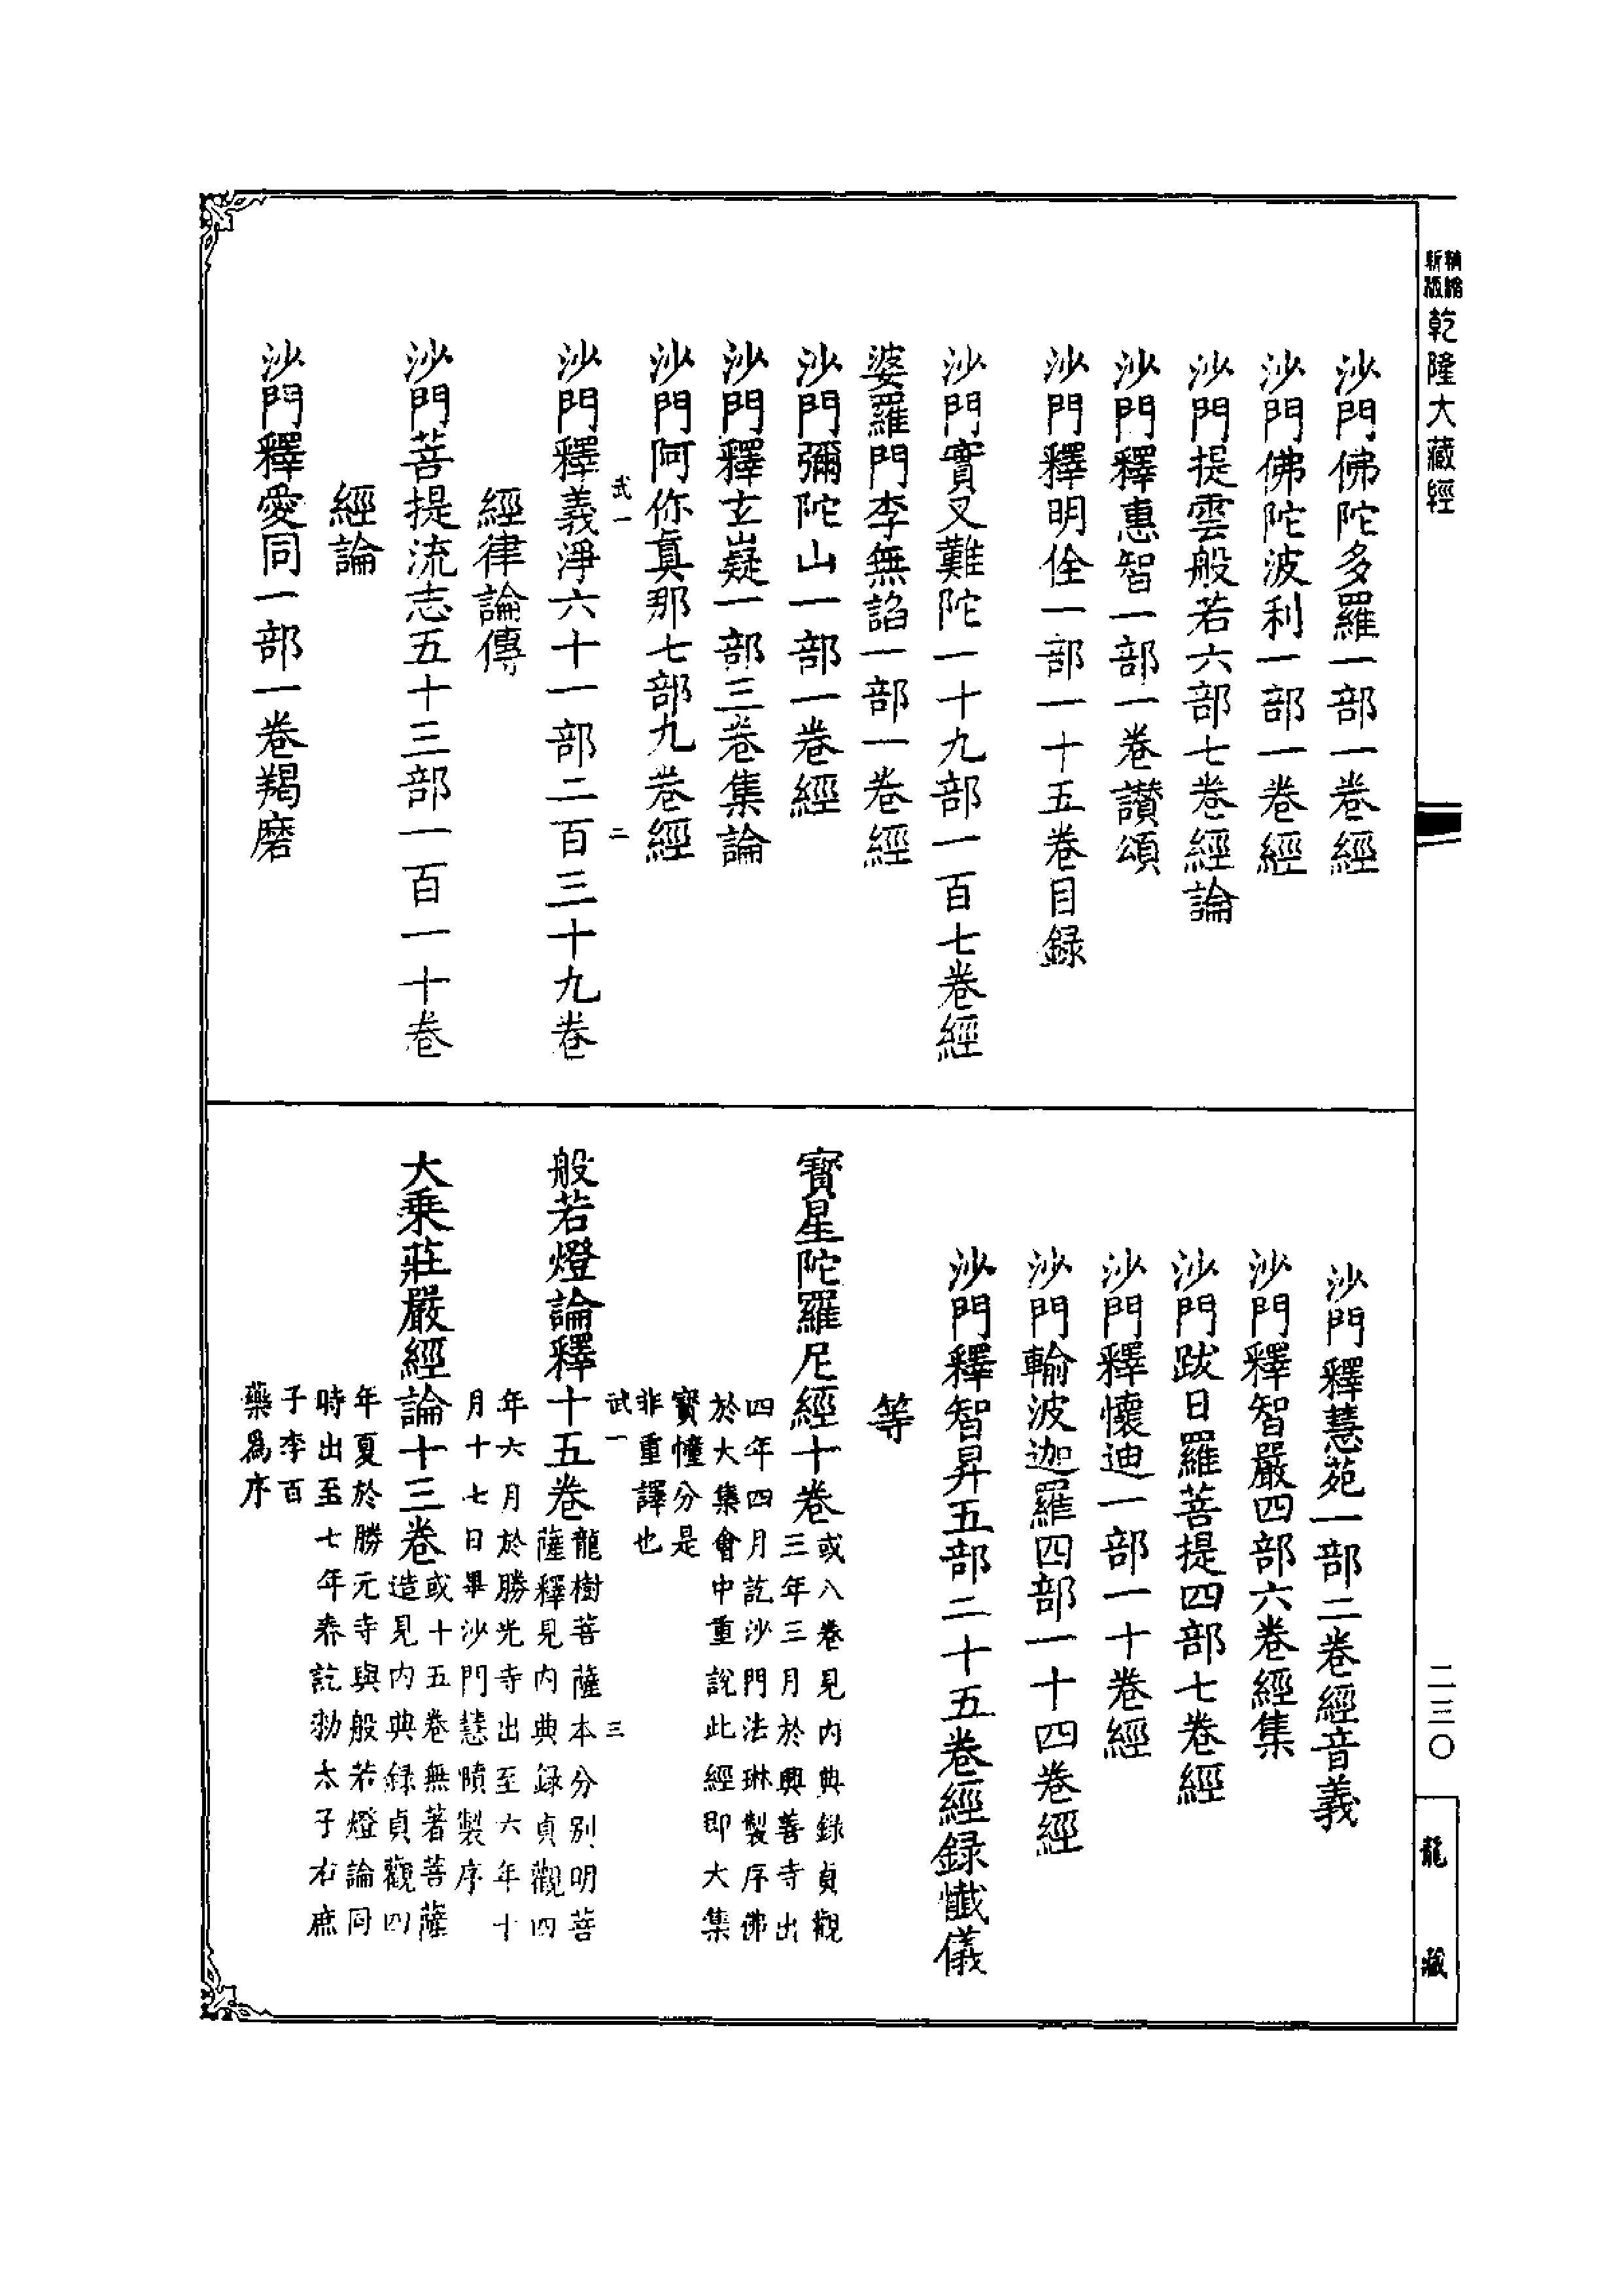 精縮新版乾隆大藏經
沙門佛陀多羅一部一卷經
沙門佛陀波利一部一卷經
沙門提雲般若六部七卷經論
沙門釋惠智一部一卷讃頌
沙門釋明佺一部一十五卷目録
沙門實叉難陀一十九部一百七卷經
婆羅門李無諂一部一卷經
沙門彌陀山一部一卷經
沙門釋玄嶷一部三卷集論
沙門阿你真那七部九卷經
武一 二
沙門釋義淨六十一部二百三十九卷
經律論傳
沙門菩提流志五十三部一百一十卷
經論
沙門釋愛同一部一卷羯磨
沙門釋慧苑一部二卷經音義
沙門釋智嚴四部六卷經集
沙門跋日羅菩提四部七卷經
沙門釋懷迪一部一十卷經
沙門輸波迦羅四部一十四卷經
沙門釋智昇五部二十五卷經録懺儀
等
寶星陀羅尼經十卷或八卷見内典録貞觀
三年三月於興善寺出
四年四月訖沙門法琳製序佛
於大集會中重說此經即大集
寶幢分是
非重譯也
武一 三
般若燈論釋十五卷龍樹菩薩本分别明菩
薩釋見内典録貞觀四
年六月於勝光寺出至六年十
月十七日畢沙門慧賾製序
大乗莊嚴經論十三卷或十五卷無著菩薩
造見内典録貞觀四
年夏於勝元寺與般若燈論同
時出至七年春訖勑太子右庶
子李百
藥爲序
二三〇
龍藏